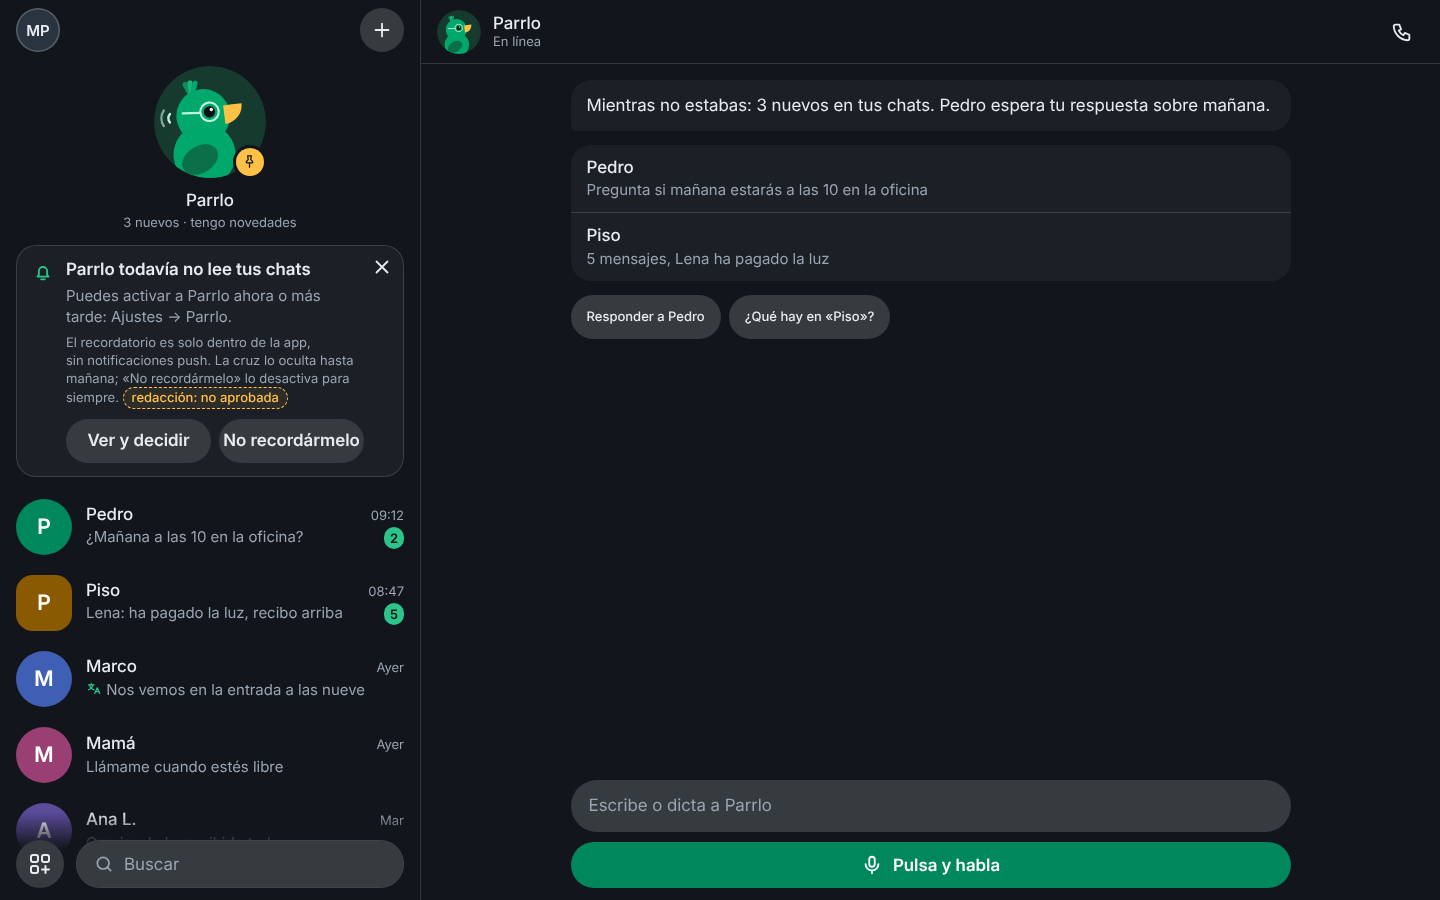 MP
Parrlo
3 nuevos · tengo novedades
Parrlo todavía no lee tus chats
Puedes activar a Parrlo ahora o más
tarde: Ajustes → Parrlo.
El recordatorio es solo dentro de la app,
sin notificaciones push. La cruz lo oculta hasta
mañana; «No recordármelo» lo desactiva para
siempre. redacción: no aprobada
Ver y decidir
No recordármelo
P
Pedro
09:12
¿Mañana a las 10 en la oficina?
2
P
Piso
08:47
Lena: ha pagado la luz, recibo arriba
5
M
Marco
Ayer
Nos vemos en la entrada a las nueve
M
Mamá
Ayer
Llámame cuando estés libre
A
Ana L.
Mar
Buscar
Parrlo
En línea
Mientras no estabas: 3 nuevos en tus chats. Pedro espera tu respuesta sobre mañana.
Pedro
Pregunta si mañana estarás a las 10 en la oficina
Piso
5 mensajes, Lena ha pagado la luz
Responder a Pedro
¿Qué hay en «Piso»?
Escribe o dicta a Parrlo
Pulsa y habla